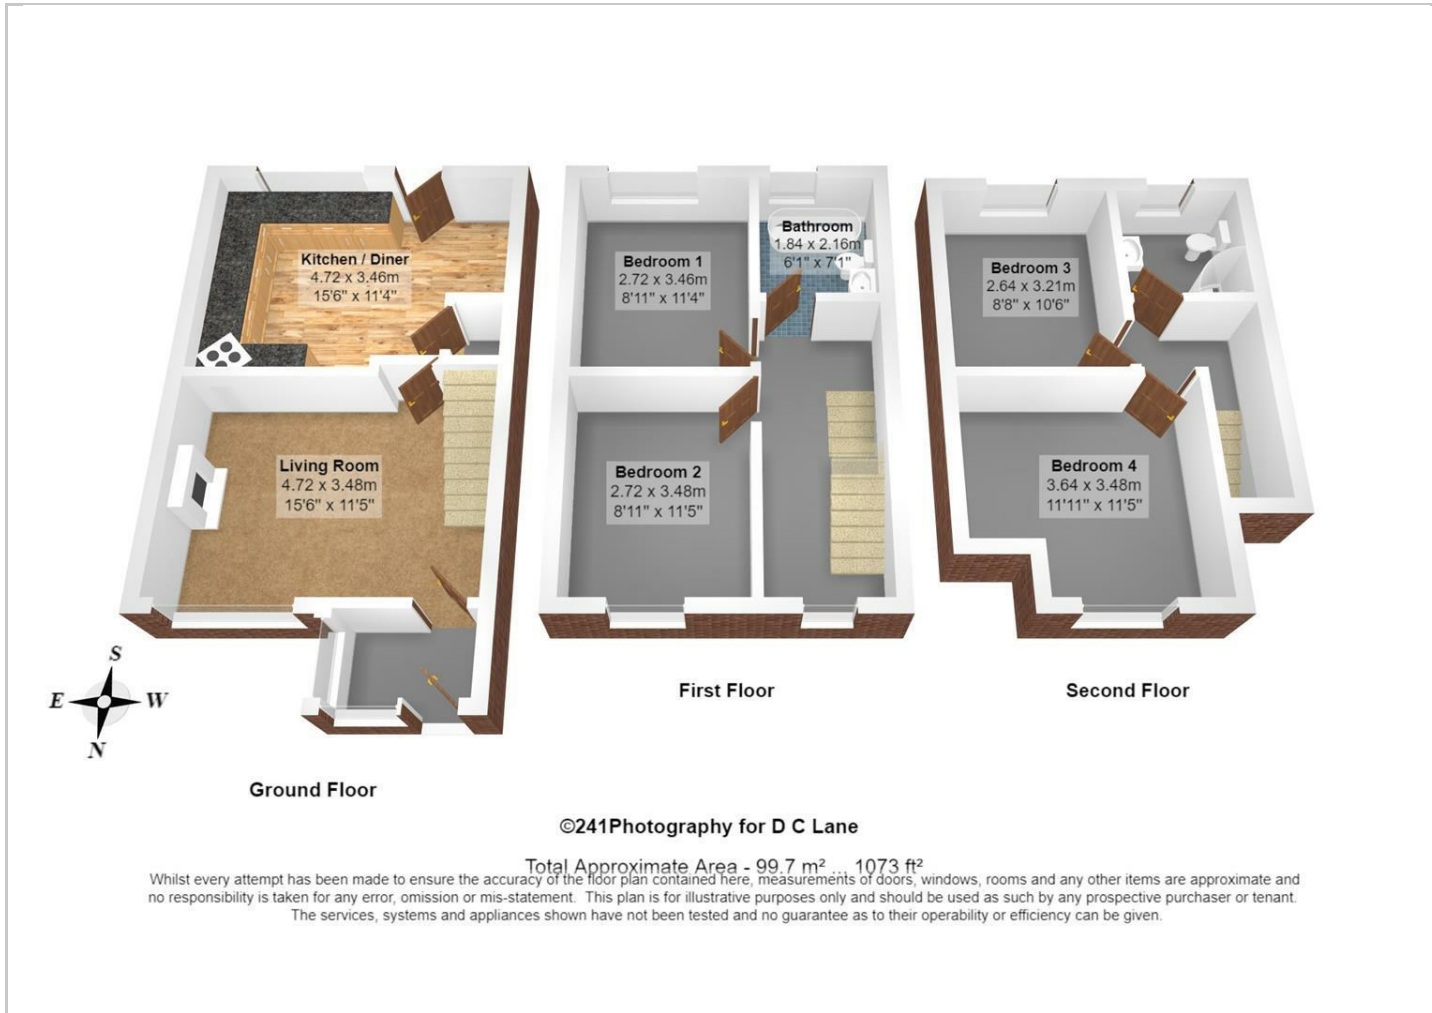 Kitchen / Diner
4.72 x 3.46m
15'6" x 11'4"
Living Room
4.72 x 3.48m
15'6" x 11'5"
S
E W
N
Ground Floor
Bedroom 1
2.72 x 3.46m
8'11" x 11'4"
Bathroom
1.84 x 2.16m
6'1" x 7'1"
Bedroom 2
2.72 x 3.48m
8'11" x 11'5"
First Floor
Bedroom 3
2.64 x 3.21m
8'8" x 10'6"
Bedroom 4
3.64 x 3.48m
11'11" x 11'5"
Second Floor
©241Photography for D C Lane
Total Approximate Area - 99.7 m² ... 1073 ft²
Whilst every attempt has been made to ensure the accuracy of the floor plan contained here, measurements of doors, windows, rooms and any other items are approximate and
no responsibility is taken for any error, omission or mis-statement. This plan is for illustrative purposes only and should be used as such by any prospective purchaser or tenant.
The services, systems and appliances shown have not been tested and no guarantee as to their operability or efficiency can be given.